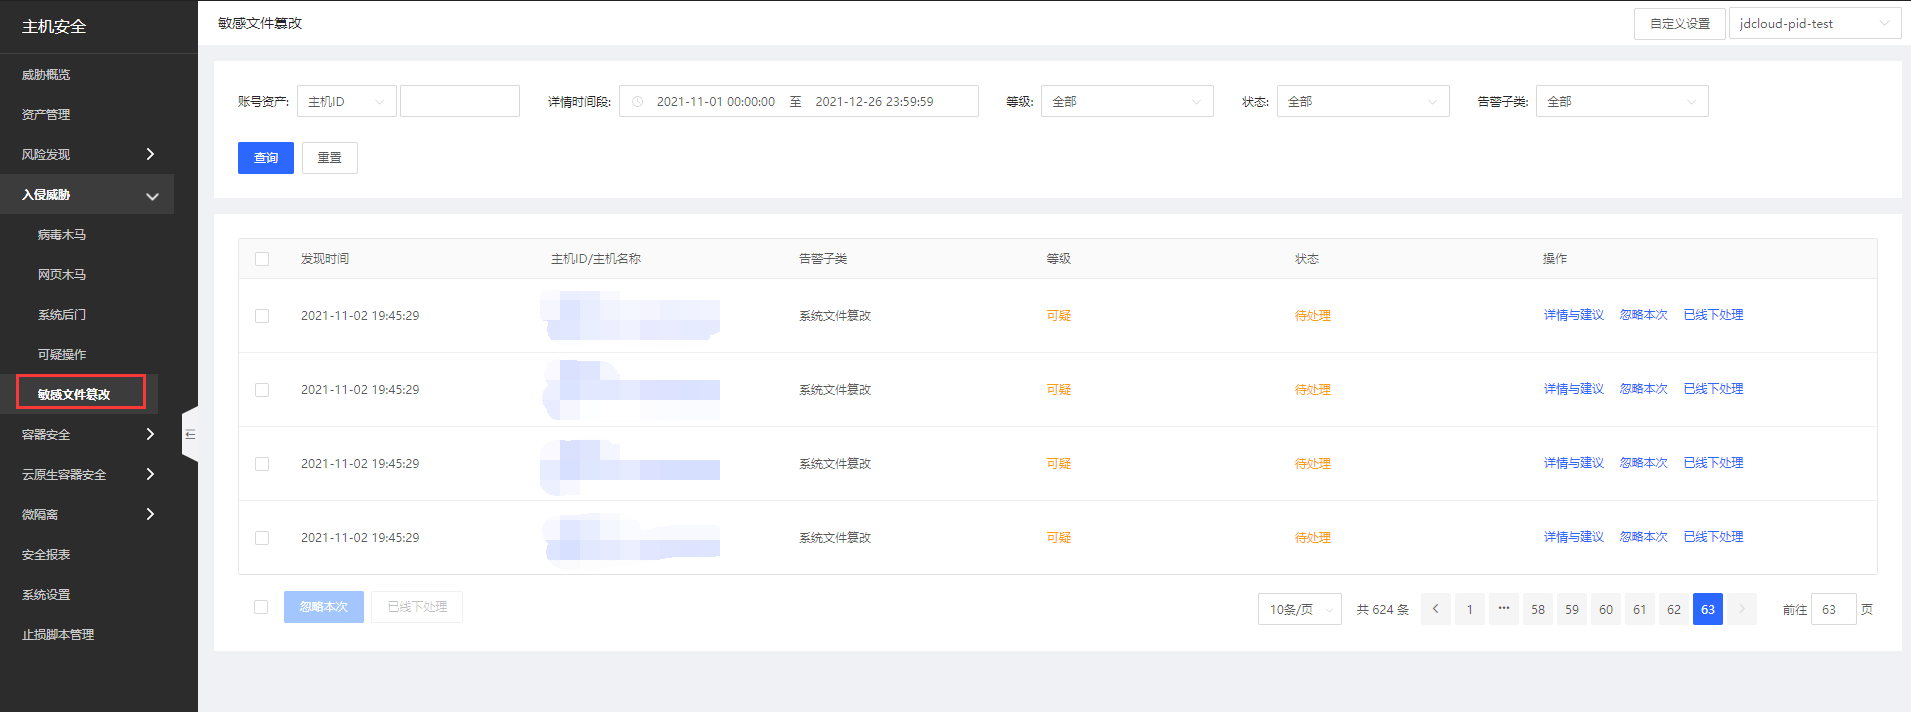 主机安全
威胁概览
资产管理
风险发现
入侵威胁
病毒木马
网页木马
系统后门
可疑操作
敏感文件篡改
容器安全
云原生容器安全
微隔离
安全报表
系统设置
止损脚本管理
敏感文件篡改
自定义设置 jdcloud-pid-test
账号资产: 主机ID 详情时间段: 2021-11-01 00:00:00 至 2021-12-26 23:59:59 等级: 全部 状态: 全部 告警子类: 全部
查询 重置
发现时间 主机ID/主机名称 告警子类 等级 状态 操作
2021-11-02 19:45:29 系统文件篡改 可疑 待处理 详情与建议 忽略本次 已线下处理
2021-11-02 19:45:29 系统文件篡改 可疑 待处理 详情与建议 忽略本次 已线下处理
2021-11-02 19:45:29 系统文件篡改 可疑 待处理 详情与建议 忽略本次 已线下处理
2021-11-02 19:45:29 系统文件篡改 可疑 待处理 详情与建议 忽略本次 已线下处理
忽略本次 已线下处理 10条/页 共 624 条 1 ··· 58 59 60 61 62 63 前往 63 页